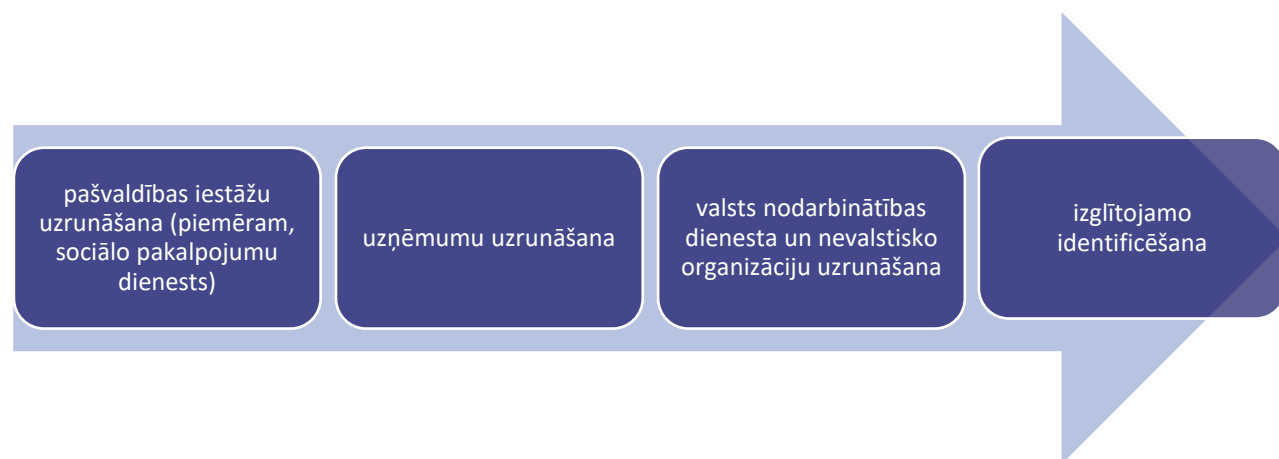 pašvaldības iestāžu
uzrunāšana (piemēram,
sociālo pakalpojumu
dienests)
uzņēmumu uzrunāšana
valsts nodarbinātības
dienesta un nevalstisko
organizāciju uzrunāšana
izglītojamo
identificēšana